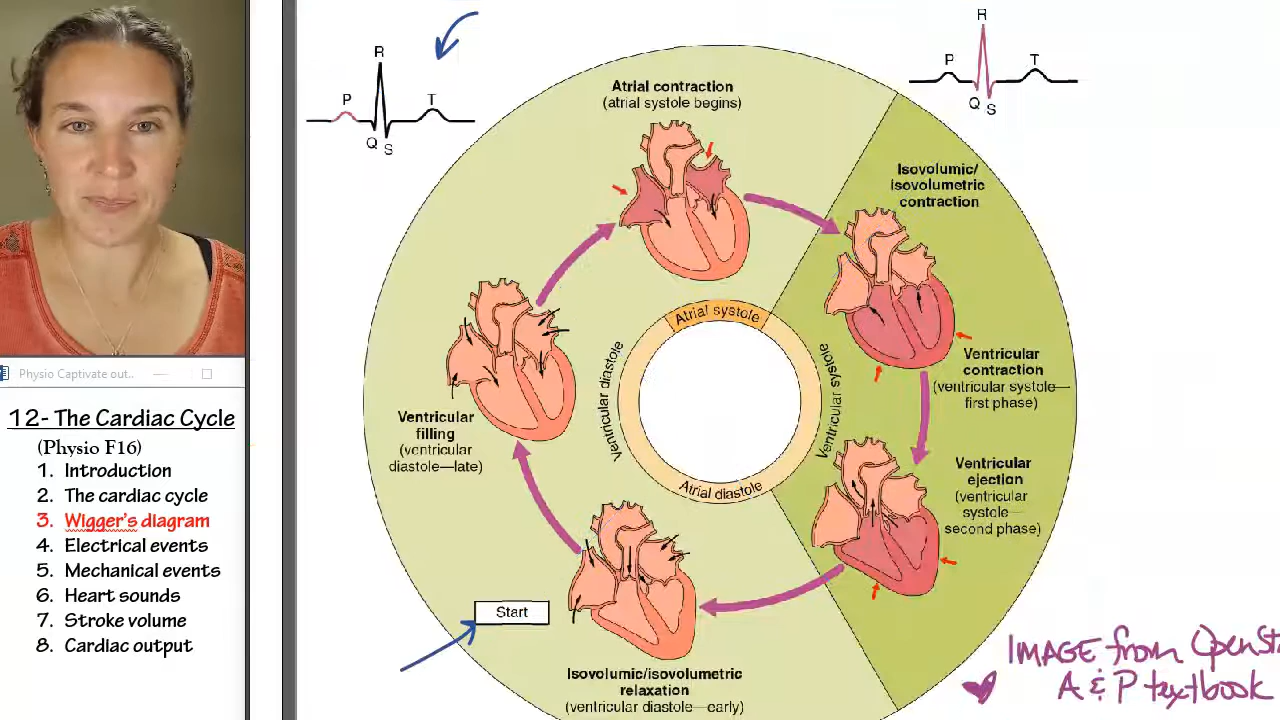 R
P
T
Q
S
R
P
T
Q
S
Atrial contraction
(atrial systole begins)
Isovolumic/
isovolumetric
contraction
Atrial systole
Ventricular diastole
Ventricular systole
Atrial diastole
Ventricular
contraction
(ventricular systole—
first phase)
Ventricular
filling
(ventricular
diastole—late)
Ventricular
ejection
(ventricular
systole—
second phase)
Start
Isovolumic/isovolumetric
relaxation
(ventricular diastole—early)
IMAGE from OpenSta
A & P textbook
Physio Captivate out..
12- The Cardiac Cycle
(Physio F16)
1. Introduction
2. The cardiac cycle
3. Wigger's diagram
4. Electrical events
5. Mechanical events
6. Heart sounds
7. Stroke volume
8. Cardiac output